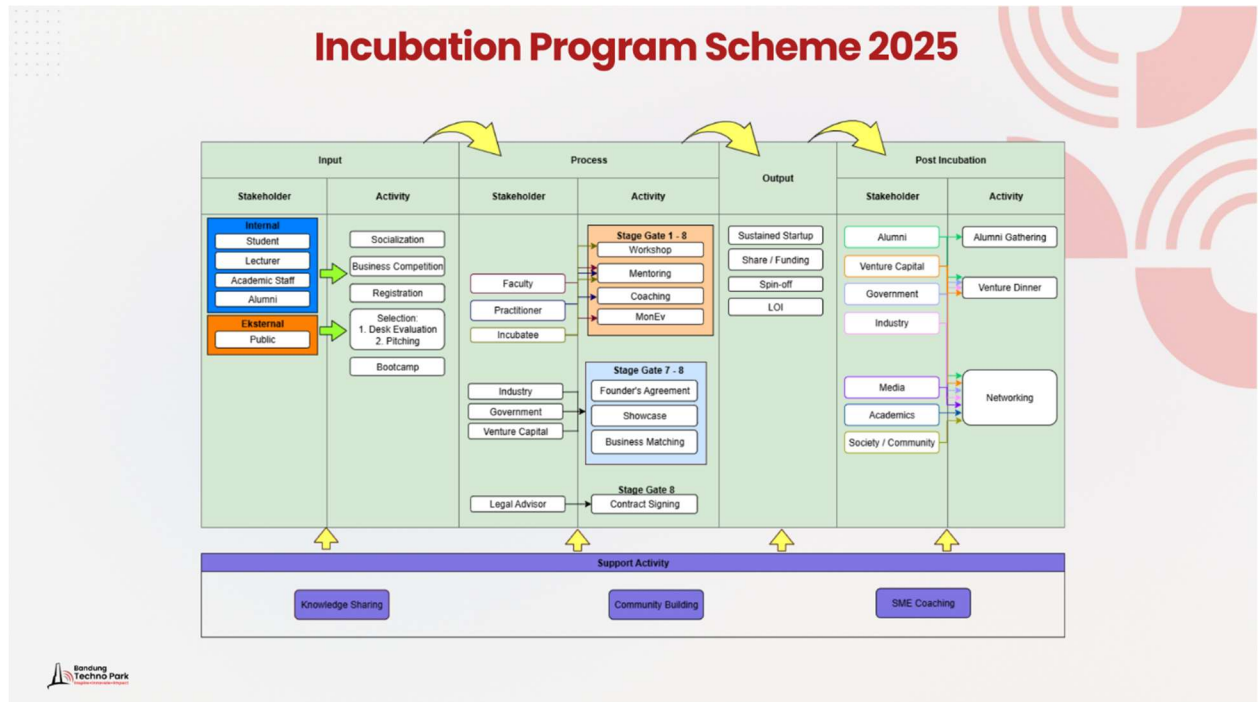 Incubation Program Scheme 2025
Input
Process
Output
Post Incubation
Stakeholder
Activity
Stakeholder
Activity
Stakeholder
Activity
Internal
Student
Lecturer
Academic Staff
Alumni
Eksternal
Public
Socialization
Business Competition
Registration
Selection:
1. Desk Evaluation
2. Pitching
Bootcamp
Faculty
Practitioner
Incubatee
Industry
Government
Venture Capital
Legal Advisor
Stage Gate 1 - 8
Workshop
Mentoring
Coaching
MonEv
Stage Gate 7 - 8
Founder's Agreement
Showcase
Business Matching
Stage Gate 8
Contract Signing
Sustained Startup
Share / Funding
Spin-off
LOI
Alumni
Venture Capital
Government
Industry
Media
Academics
Society / Community
Alumni Gathering
Venture Dinner
Networking
Support Activity
Knowledge Sharing
Community Building
SME Coaching
Bandung
Techno Park